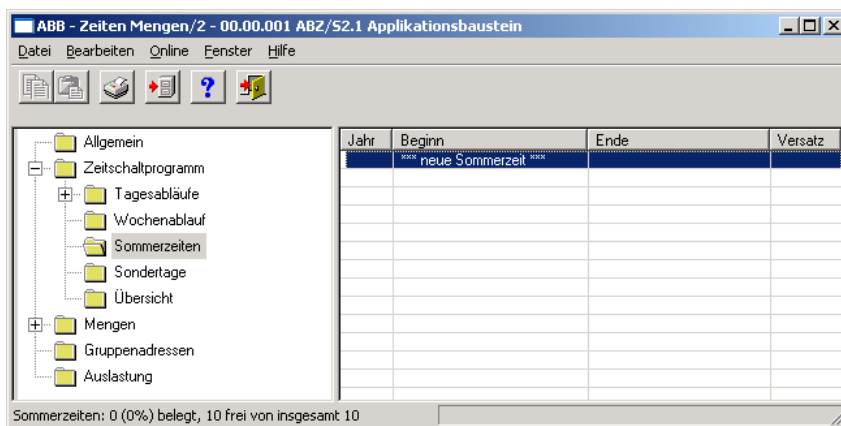 ABB - Zeiten Mengen/2 - 00.00.001 ABZ/S2.1 Applikationsbaustein
Datei Bearbeiten Online Fenster Hilfe
Allgemein
Zeitschaltprogramm
Tagesabläufe
Wochenablauf
Sommerzeiten
Sondertage
Übersicht
Mengen
Gruppenadressen
Auslastung
Jahr Beginn Ende Versatz
*** neue Sommerzeit ***
Sommerzeiten: 0 (0%) belegt, 10 frei von insgesamt 10